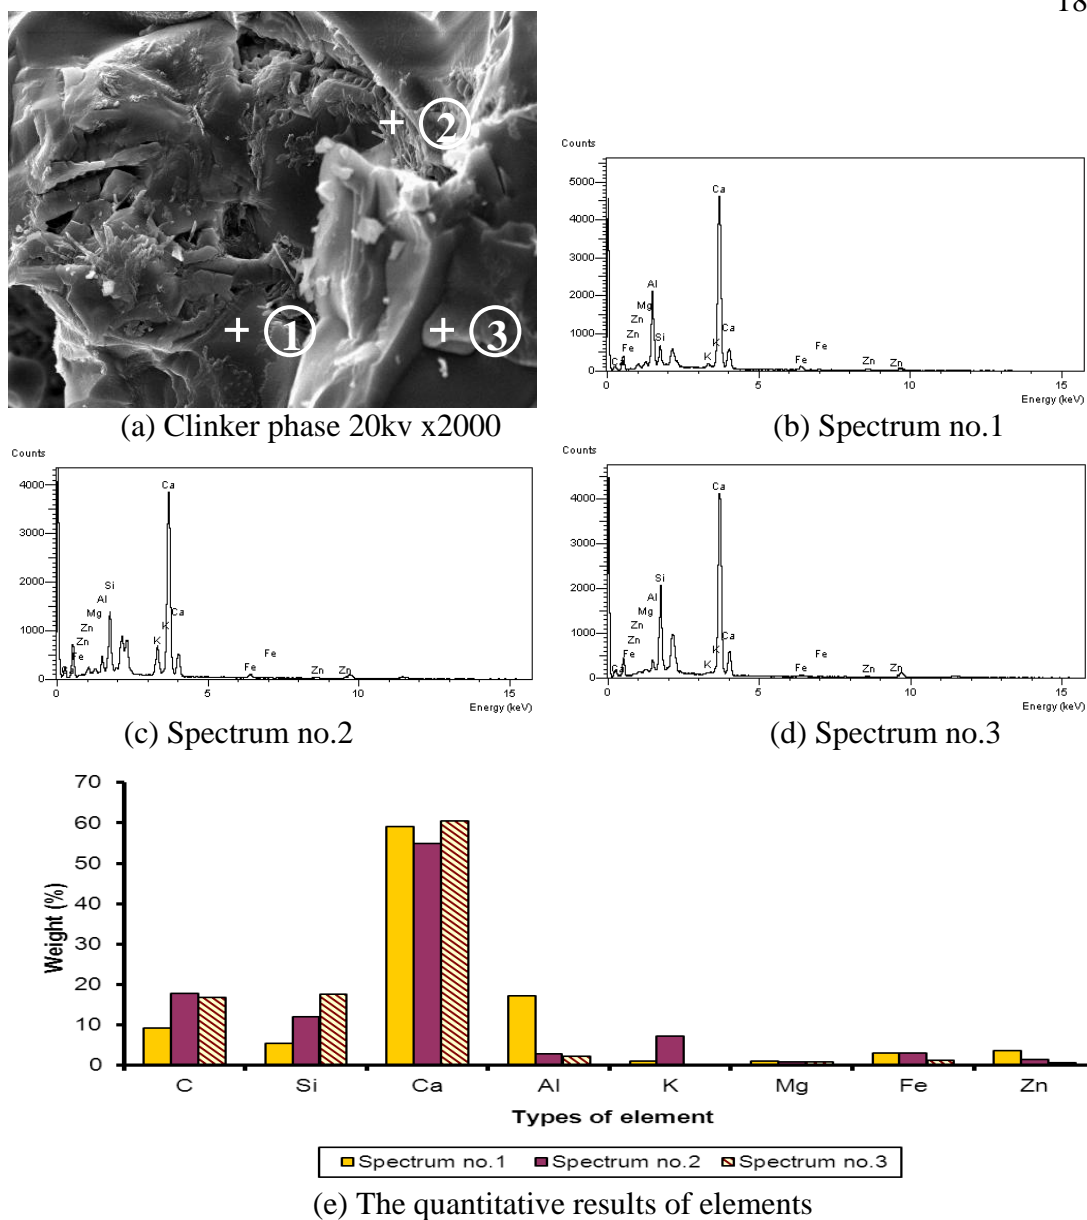 18
+ ②
+ ① + ③
(a) Clinker phase 20kv x2000
Counts
5000
4000
3000
2000
1000
0
Ca
Al
Mg
Zn
Zn
Si
Fe
C
K
K
Ca
Fe
Fe
Zn
Zn
0 5 10 15
Energy (keV)
(b) Spectrum no.1
Counts
4000
3000
2000
1000
0
Ca
Si
Al
Mg
Zn
Zn
Fe
K
K
Ca
Fe
Fe
Zn
Zn
0 5 10 15
Energy (keV)
(c) Spectrum no.2
Counts
4000
3000
2000
1000
0
Ca
Si
Al
Mg
Zn
Zn
Fe
K
K
Ca
Fe
Fe
Zn
Zn
0 5 10 15
Energy (keV)
(d) Spectrum no.3
70
60
50
40
30
20
10
0
Weight (%)
C Si Ca Al K Mg Fe Zn
Types of element
Spectrum no.1 Spectrum no.2 Spectrum no.3
(e) The quantitative results of elements